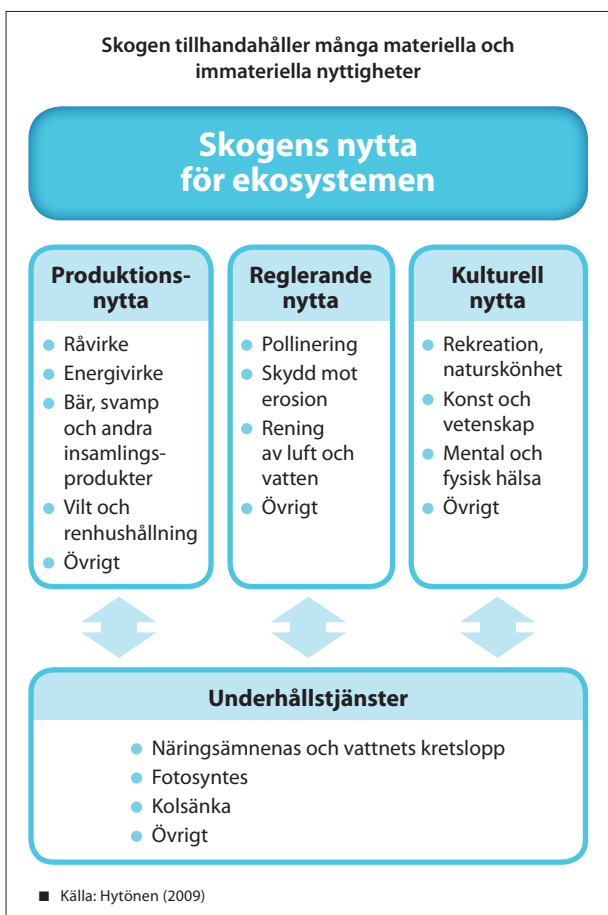 Skogen tillhandahåller många materiella och
immateriella nyttigheter
Skogens nytta
för ekosystemen
Produktions-
nytta
• Råvirke
• Energivirke
• Bär, svamp
och andra
insamlings-
produkter
• Vilt och
renhushållning
• Övrigt
Reglerande
nytta
• Pollinering
• Skydd mot
erosion
• Rening
av luft och
vatten
• Övrigt
Kulturell
nytta
• Rekreation,
naturskönhet
• Konst och
vetenskap
• Mental och
fysisk hälsa
• Övrigt
Underhållstjänster
• Näringsämnenas och vattnets kretslopp
• Fotosyntes
• Kolsänka
• Övrigt
■ Källa: Hytönen (2009)